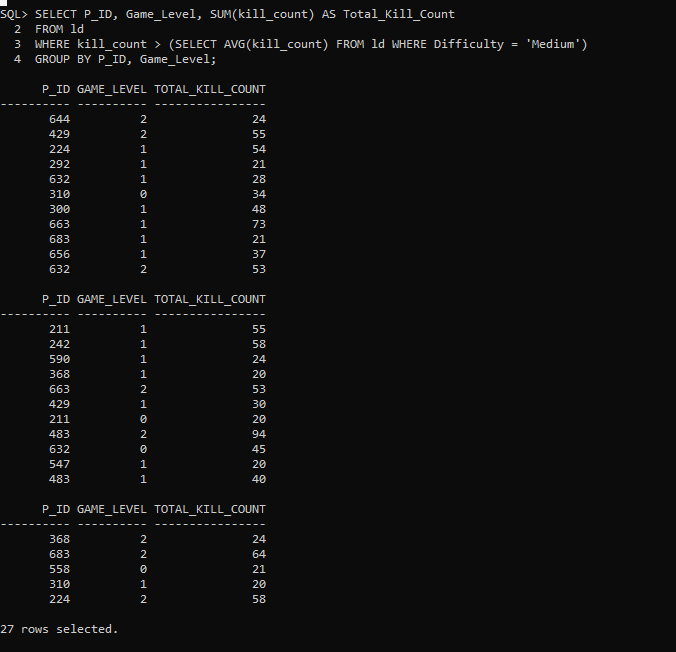 SQL> SELECT P_ID, Game_Level, SUM(kill_count) AS Total_Kill_Count
  2  FROM ld
  3  WHERE kill_count > (SELECT AVG(kill_count) FROM ld WHERE Difficulty = 'Medium')
  4  GROUP BY P_ID, Game_Level;

      P_ID GAME_LEVEL TOTAL_KILL_COUNT
---------- ---------- ----------------
       644          2               24
       429          2               55
       224          1               54
       292          1               21
       632          1               28
       310          0               34
       300          1               48
       663          1               73
       683          1               21
       656          1               37
       632          2               53

      P_ID GAME_LEVEL TOTAL_KILL_COUNT
---------- ---------- ----------------
       211          1               55
       242          1               58
       590          1               24
       368          1               20
       663          2               53
       429          1               30
       211          0               20
       483          2               94
       632          0               45
       547          1               20
       483          1               40

      P_ID GAME_LEVEL TOTAL_KILL_COUNT
---------- ---------- ----------------
       368          2               24
       683          2               64
       558          0               21
       310          1               20
       224          2               58

27 rows selected.